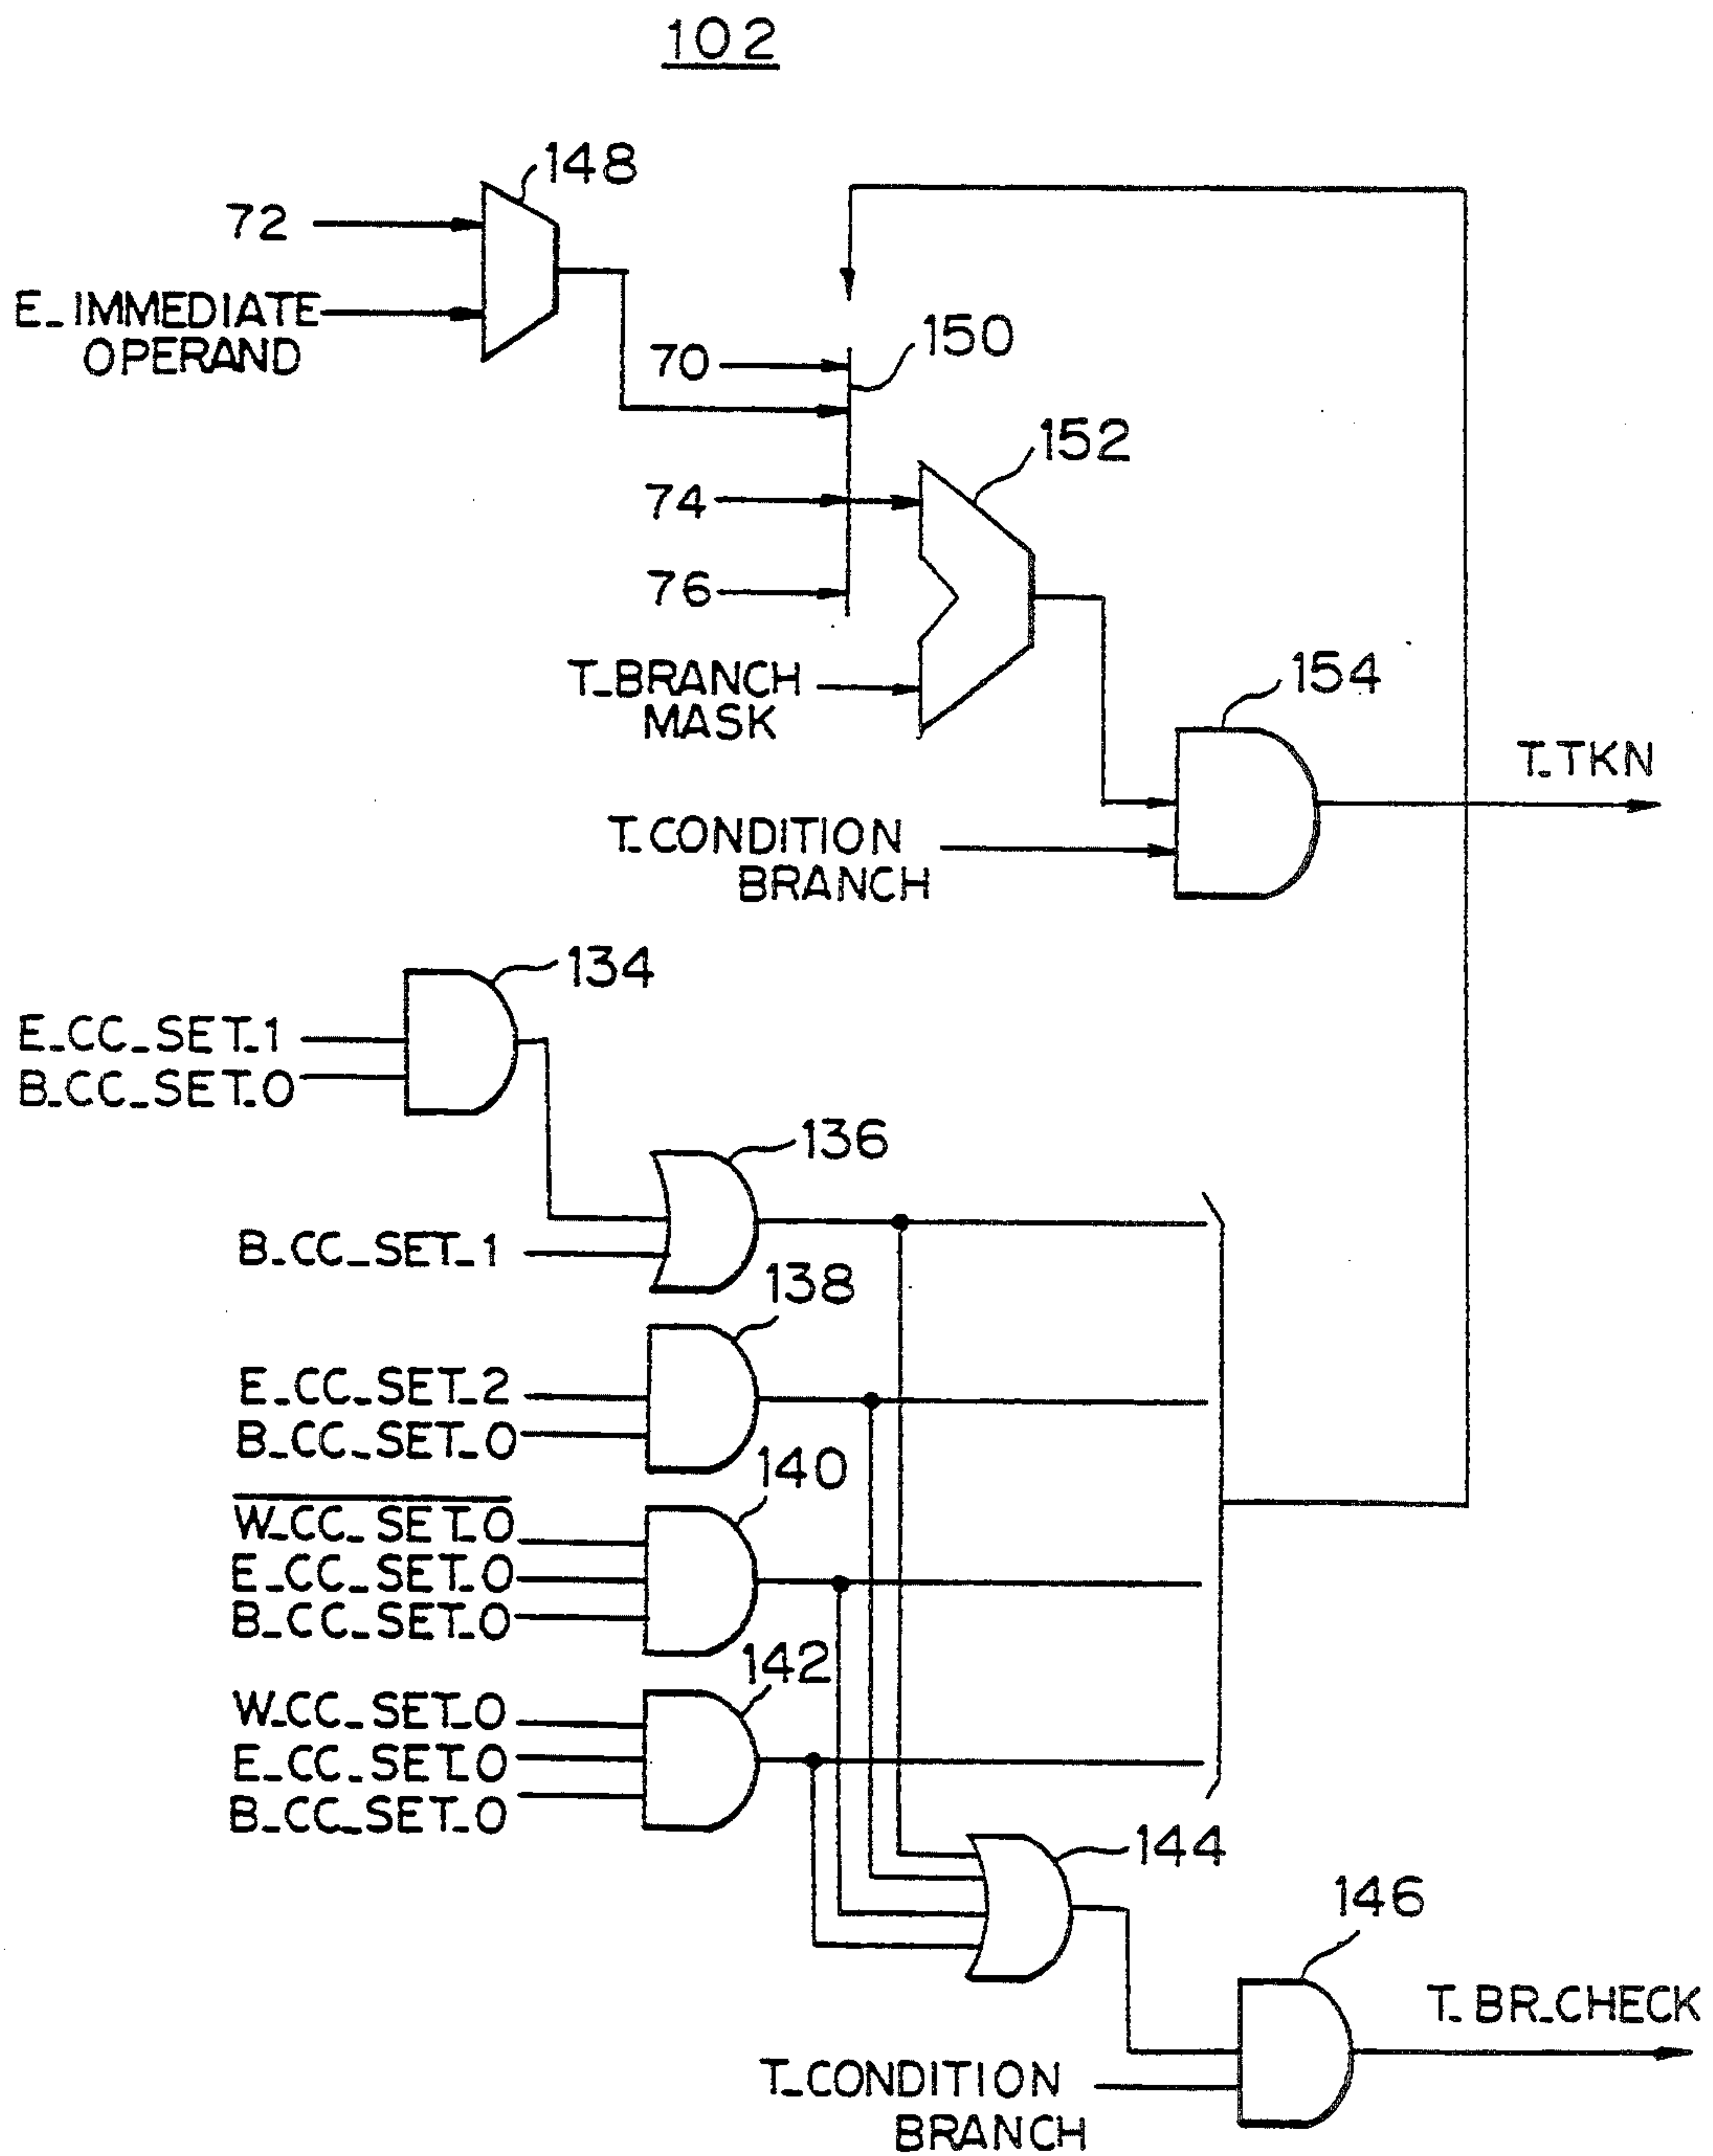 102
148
72
E_IMMEDIATE
OPERAND
70
150
152
74
76
T_BRANCH
MASK
154
T_TKN
T_CONDITION
BRANCH
134
E_CC_SET_1
B_CC_SET_0
136
B_CC_SET_1
138
E_CC_SET_2
B_CC_SET_0
140
W_CC_SET_0
E_CC_SET_0
B_CC_SET_0
142
W_CC_SET_0
E_CC_SET_0
B_CC_SET_0
144
146
T_BR_CHECK
T_CONDITION
BRANCH